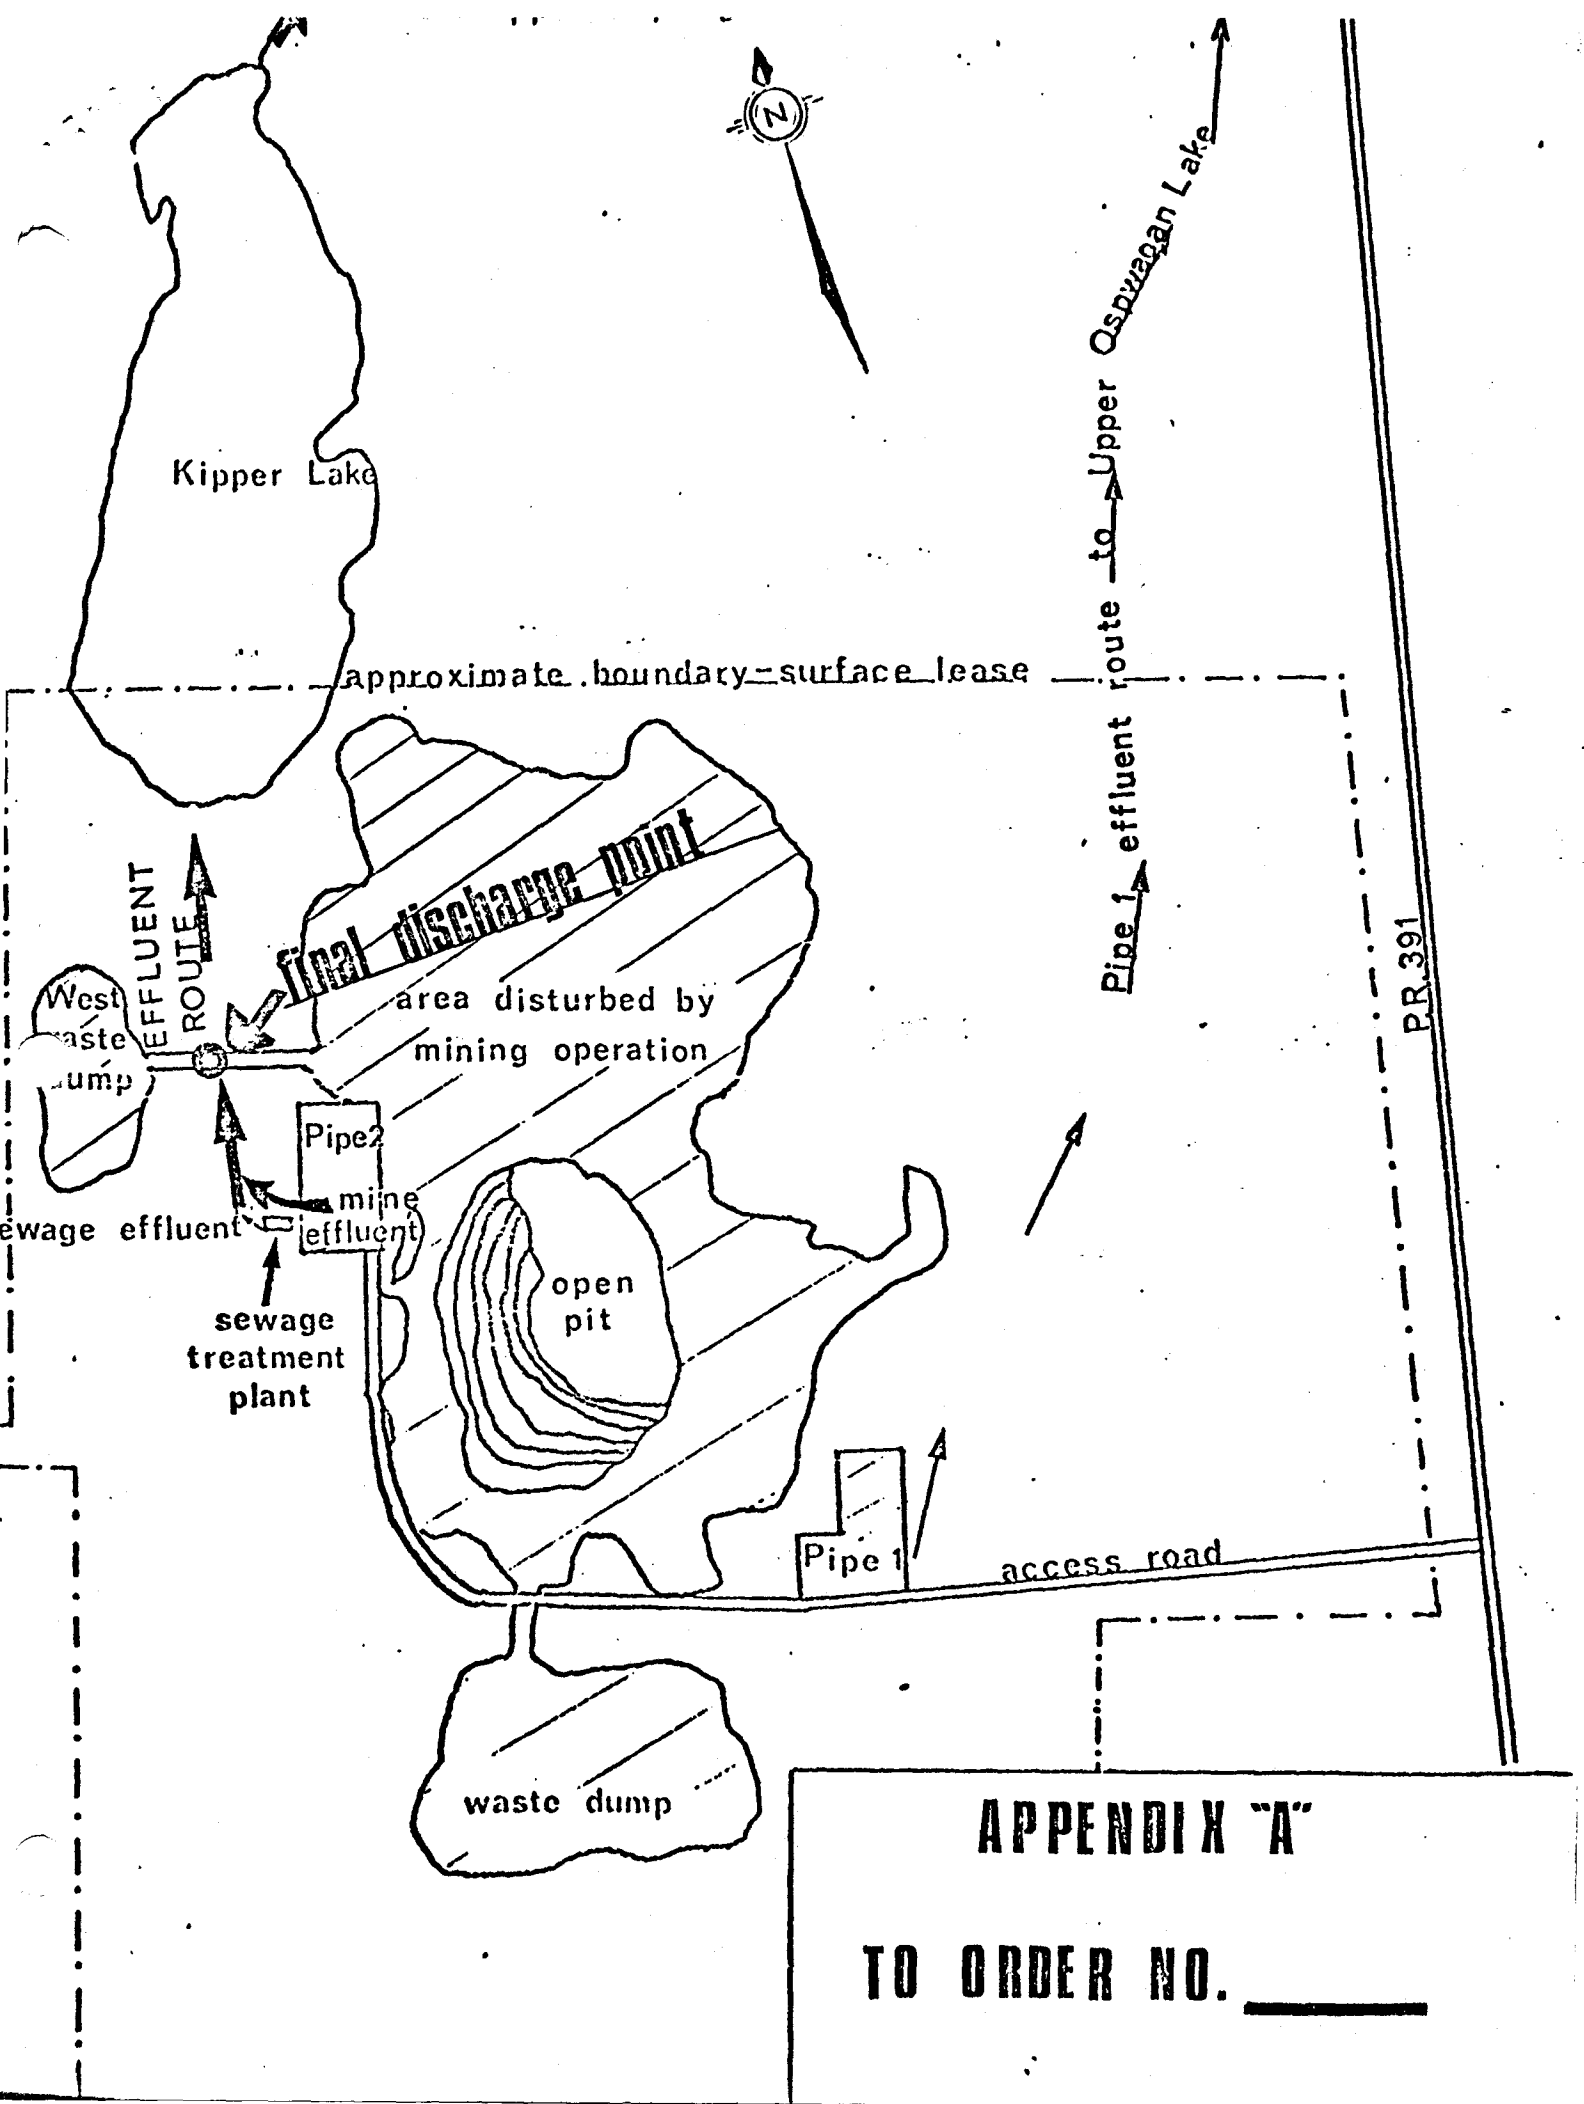 N
Kipper Lake
Pipe 1 effluent route to Upper Ospwagan Lake
approximate boundary-surface lease
P.R. 391
final discharge point
EFFLUENT
ROUTE
West
dump
area disturbed by
mining operation
Pipe2
mine
effluent
effluent
sewage
treatment
plant
open
pit
Pipe 1
access road
waste dump
APPENDIX "A"
TO ORDER NO.